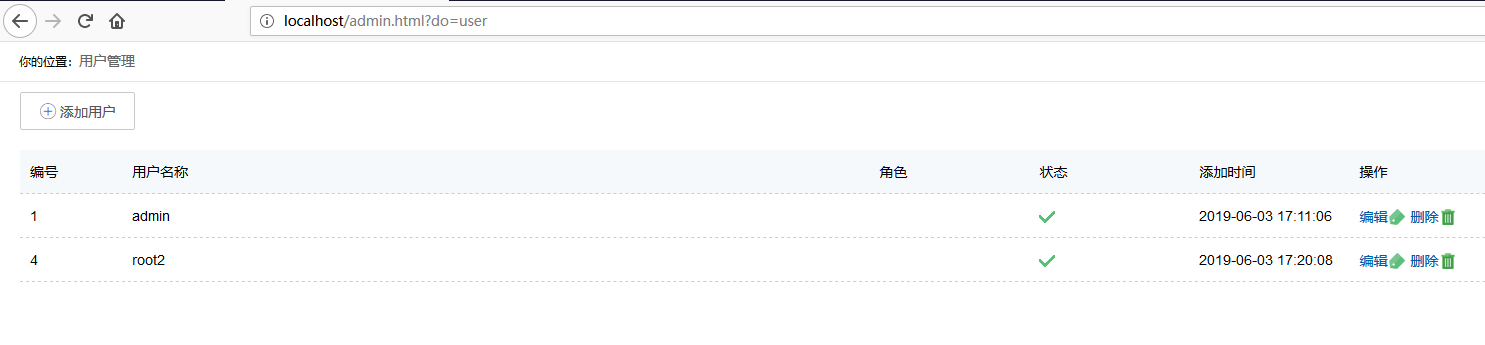 localhost/admin.html?do=user
你的位置：用户管理
添加用户
编号 用户名称 角色 状态 添加时间 操作
1 admin 2019-06-03 17:11:06 编辑 删除
4 root2 2019-06-03 17:20:08 编辑 删除